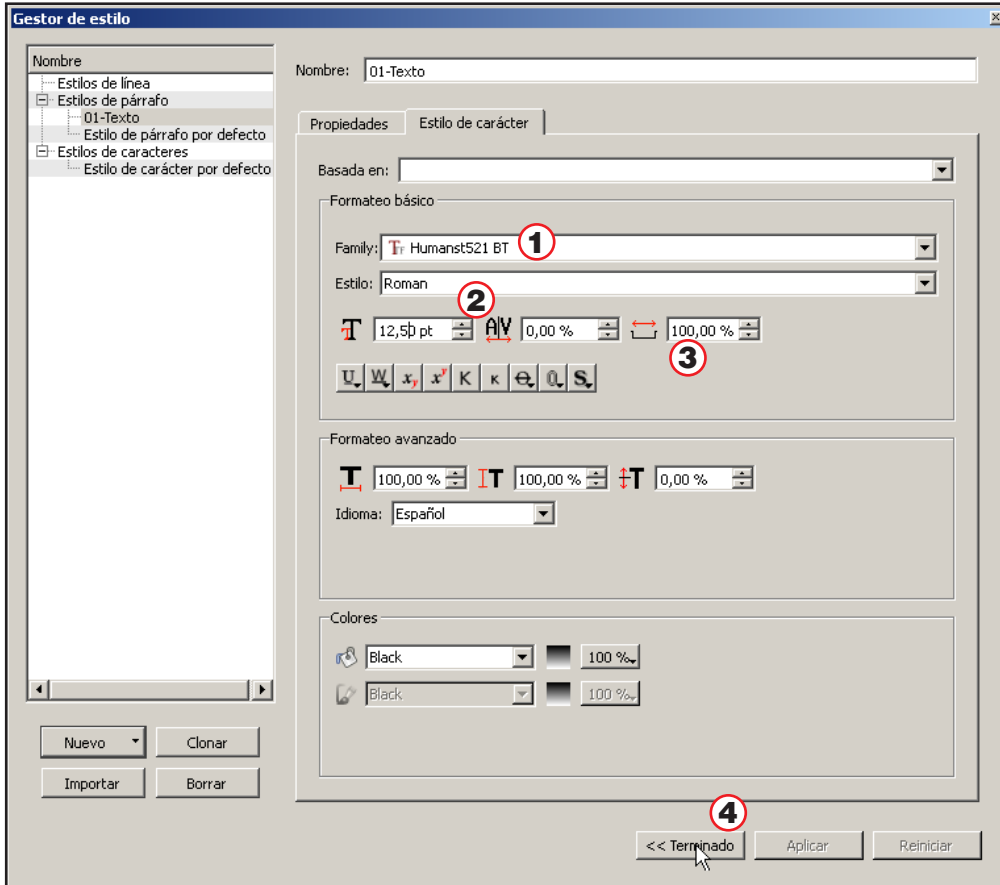 Gestor de estilo
Nombre
Estilos de línea
Estilos de párrafo
01-Texto
Estilo de párrafo por defecto
Estilos de caracteres
Estilo de carácter por defecto
Nuevo
Clonar
Importar
Borrar
Nombre: 01-Texto
Propiedades
Estilo de carácter
Basada en:
Formateo básico
Family: Humanst521 BT 1
Estilo: Roman
2
12,50 pt 0,00 % 100,00 %
3
U W x y x y K K O O S
Formateo avanzado
100,00 % 100,00 % 0,00 %
Idioma: Español
Colores
Black 100 %
Black 100 %
4
<< Terminado Aplicar Reiniciar